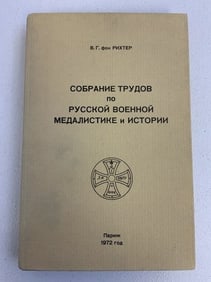 В. Г. фон РИХТЕР
СОБРАНИЕ ТРУДОВ
по
РУССКОЙ ВОЕННОЙ
МЕДАЛИСТИКЕ и ИСТОРИИ
Париж
1972 год